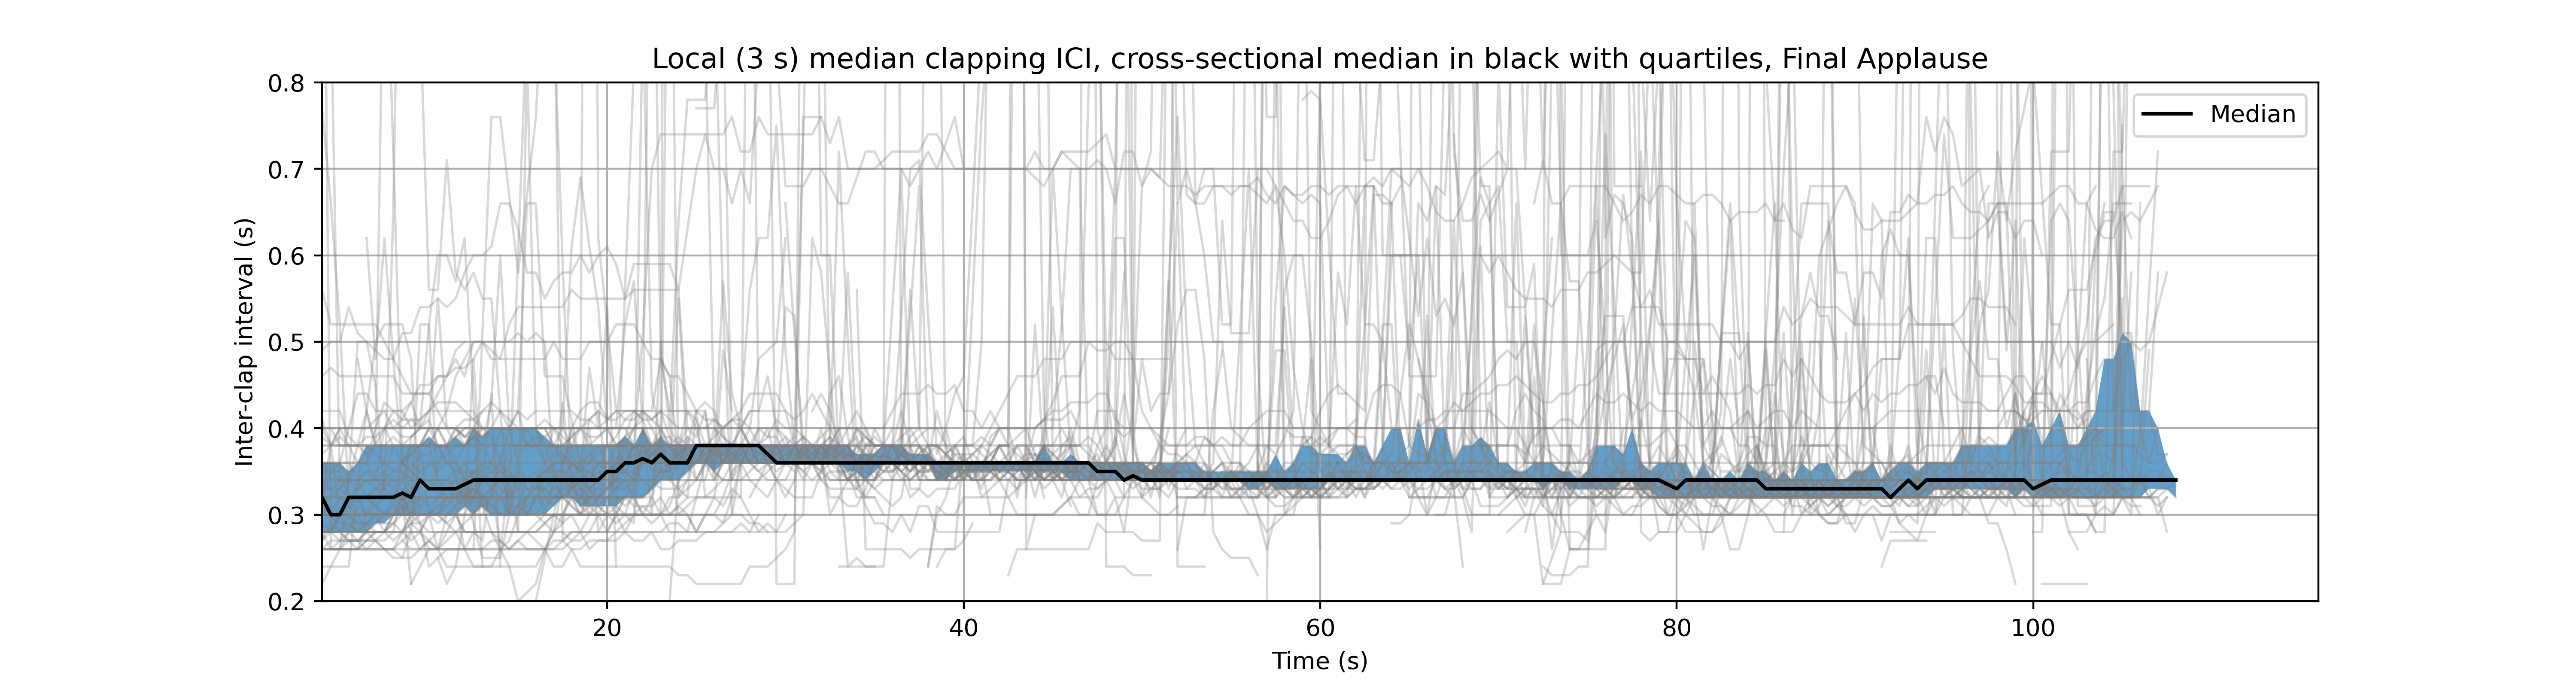 Local (3 s) median clapping ICI, cross-sectional median in black with quartiles, Final Applause
Median
Inter-clap interval (s)
0.8
0.7
0.6
0.5
0.4
0.3
0.2
20 40 60 80 100
Time (s)